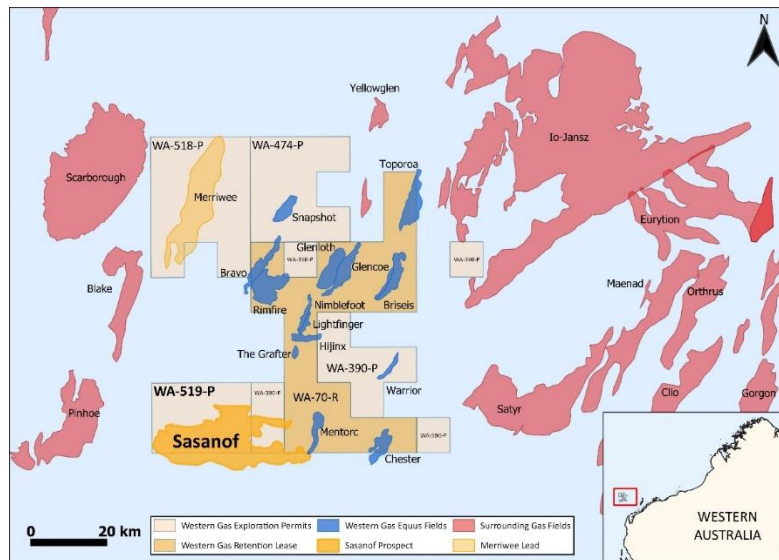 N
Yellowglen
Io-Jansz
WA-518-P
WA-474-P
Toporoa
Scarborough
Merriwee
Snapshot
Eurytion
Glenloth
WA-390-P
Glencoe
WA-390-P
Bravo
Maenad
Blake
Rimfire
Nimblefoot
Briseis
Orthrus
Lightfinger
The Grafter
Hijinx
WA-390-P
Warrior
WA-519-P
WA-390-P
WA-70-R
Pinhoe
Satyr
Clio
Gorgon
Sasanof
Mentorc
WA-390-P
Chester
0 20 km
Western Gas Exploration Permits
Western Gas Equus Fields
Surrounding Gas Fields
Western Gas Retention Lease
Sasanof Prospect
Merriwee Lead
WESTERN
AUSTRALIA